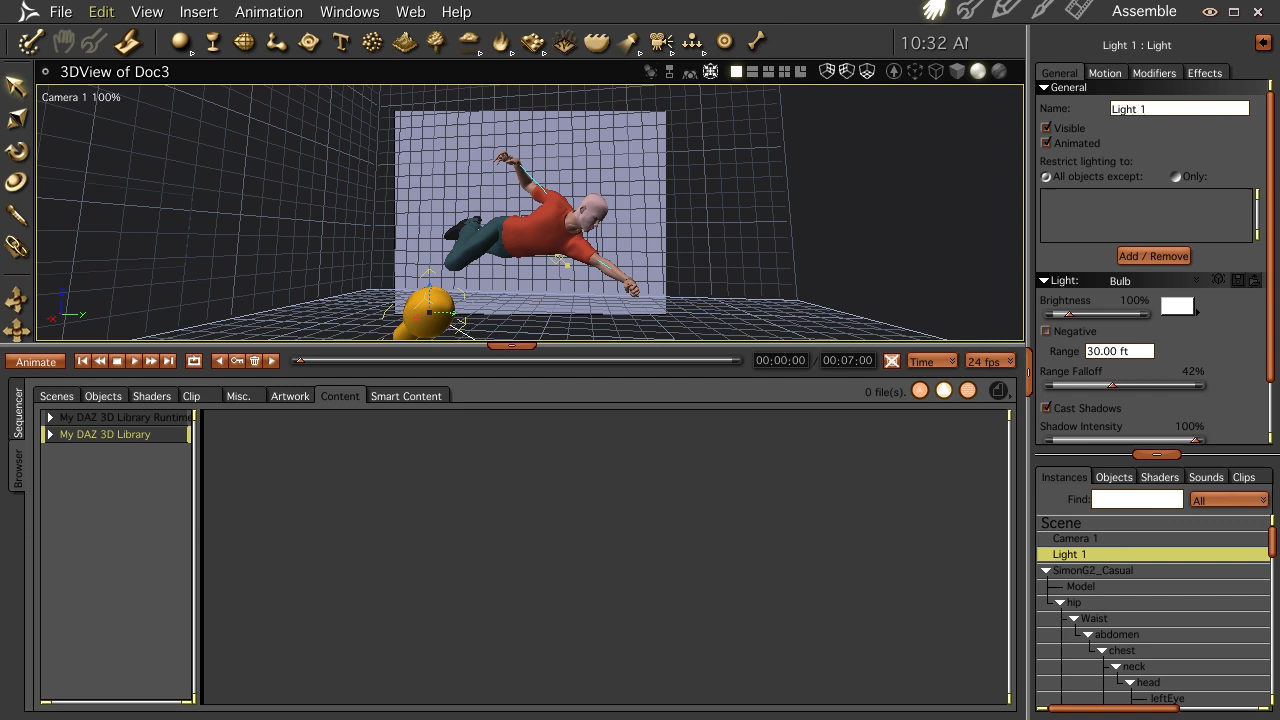 File Edit View Insert Animation Windows Web Help Assemble
10:32 AM
3DView of Doc3
Camera 1 100%
Light 1 : Light
General Motion Modifiers Effects
General
Name: Light 1
Visible
Animated
Restrict lighting to:
All objects except: Only:
Add / Remove
Light: Bulb
Brightness 100%
Negative
Range 30.00 ft
Range Falloff 42%
Cast Shadows
Shadow Intensity 100%
Animate 00:00:00 / 00:07:00 Time 24 fps
Sequencer
Browser
Scenes Objects Shaders Clip Misc. Artwork Content Smart Content 0 file(s).
My DAZ 3D Library Runtime
My DAZ 3D Library
Instances Objects Shaders Sounds Clips
Find: All
Scene
Camera 1
Light 1
SimonG2_Casual
Model
hip
Waist
abdomen
chest
neck
head
leftEye